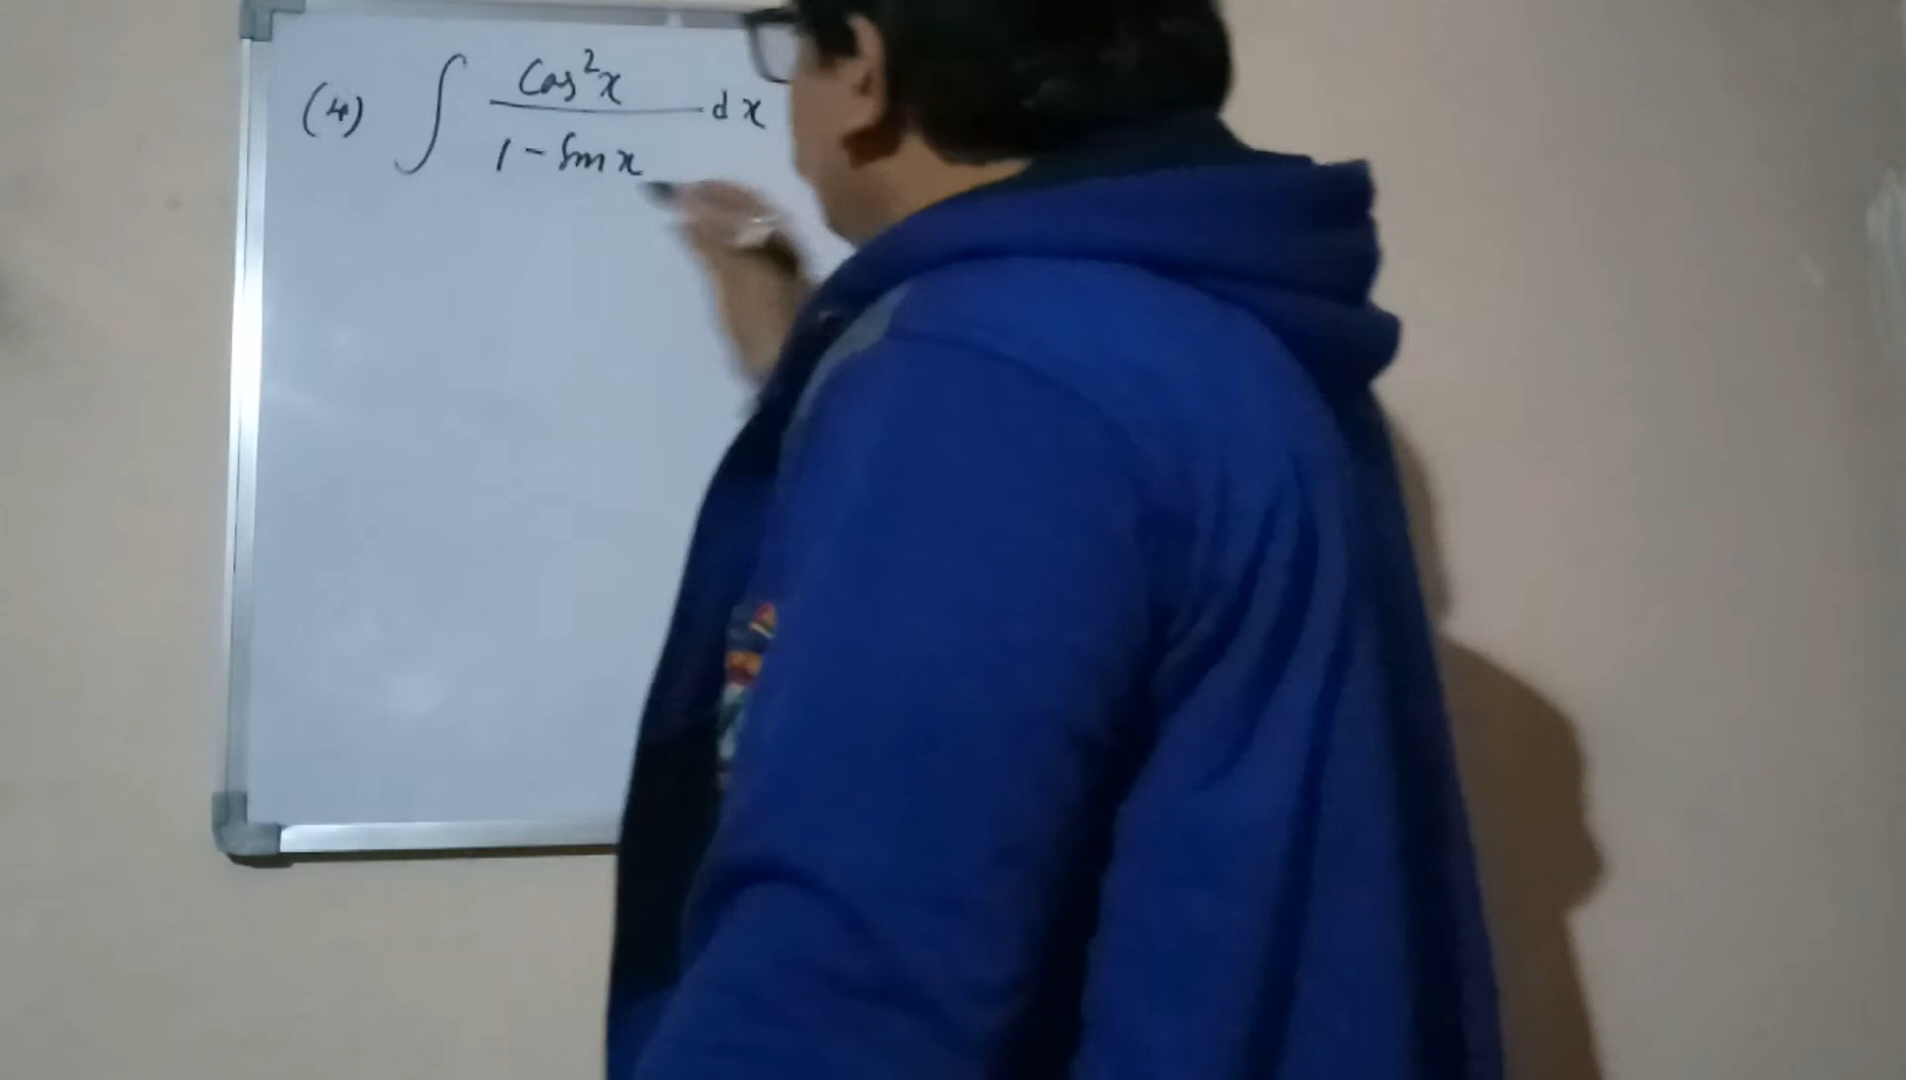 (4) ∫ Cos²x / 1 - Sin x dx